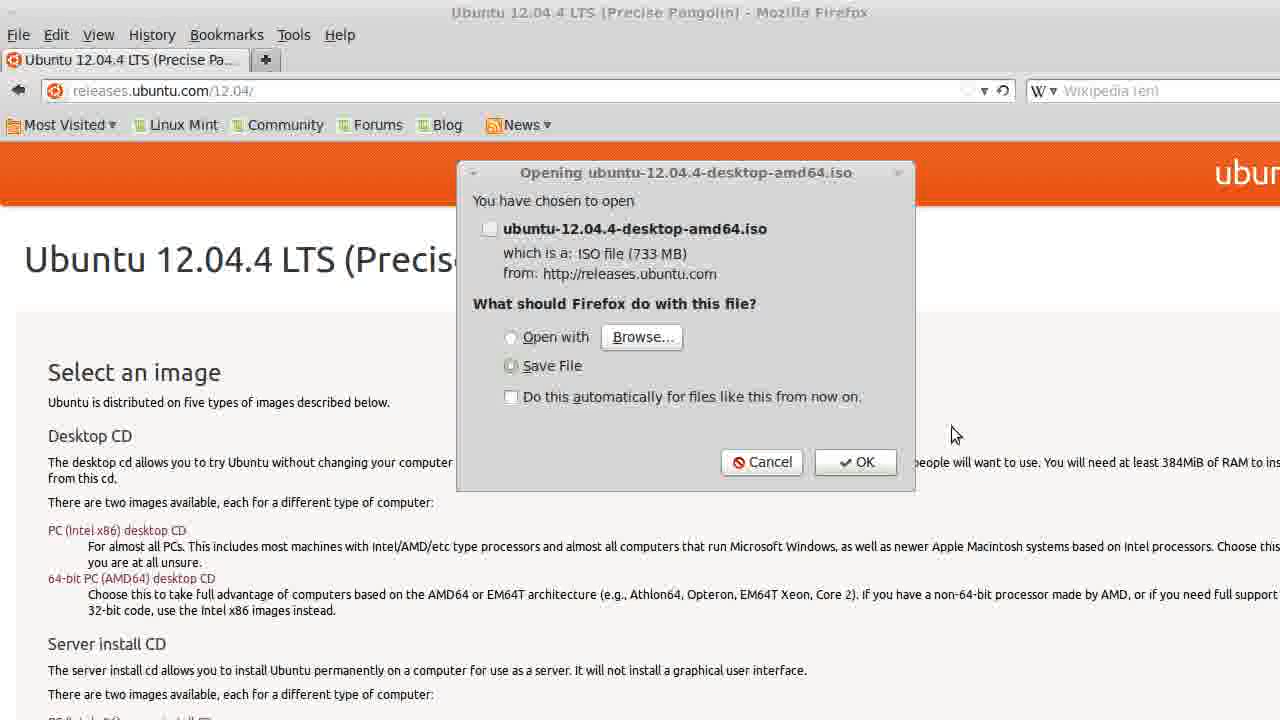 Ubuntu 12.04.4 LTS (Precise Pangolin) - Mozilla Firefox
File Edit View History Bookmarks Tools Help
Ubuntu 12.04.4 LTS (Precise Pa...
releases.ubuntu.com/12.04/
W Wikipedia (en)
Most Visited Linux Mint Community Forums Blog News
ubun
Opening ubuntu-12.04.4-desktop-amd64.iso
You have chosen to open
ubuntu-12.04.4-desktop-amd64.iso
which is a: ISO file (733 MB)
from: http://releases.ubuntu.com
What should Firefox do with this file?
Open with Browse...
Save File
Do this automatically for files like this from now on.
Cancel OK
Ubuntu 12.04.4 LTS (Precis
Select an image
Ubuntu is distributed on five types of images described below.
Desktop CD
The desktop cd allows you to try Ubuntu without changing your computer people will want to use. You will need at least 384MiB of RAM to ins
from this cd.
There are two images available, each for a different type of computer:
PC (Intel x86) desktop CD
For almost all PCs. This includes most machines with Intel/AMD/etc type processors and almost all computers that run Microsoft Windows, as well as newer Apple Macintosh systems based on Intel processors. Choose this
you are at all unsure.
64-bit PC (AMD64) desktop CD
Choose this to take full advantage of computers based on the AMD64 or EM64T architecture (e.g., Athlon64, Opteron, EM64T Xeon, Core 2). If you have a non-64-bit processor made by AMD, or if you need full support
32-bit code, use the Intel x86 images instead.
Server install CD
The server install cd allows you to install Ubuntu permanently on a computer for use as a server. It will not install a graphical user interface.
There are two images available, each for a different type of computer: